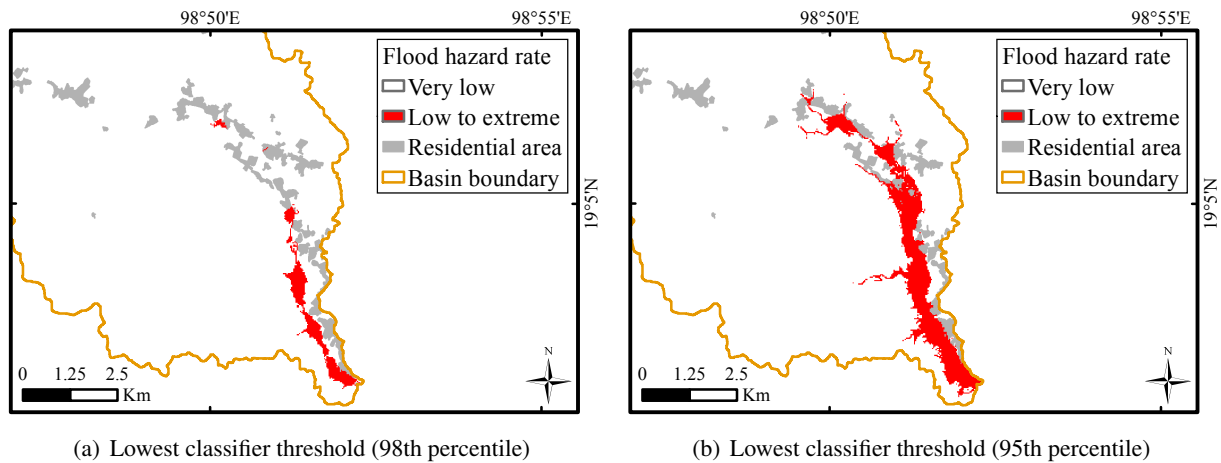 98°50'E
98°55'E
Flood hazard rate
Very low
Low to extreme
Residential area
Basin boundary
19°5'N
N
0 1.25 2.5
Km
(a) Lowest classifier threshold (98th percentile)
98°50'E
98°55'E
Flood hazard rate
Very low
Low to extreme
Residential area
Basin boundary
19°5'N
N
0 1.25 2.5
Km
(b) Lowest classifier threshold (95th percentile)